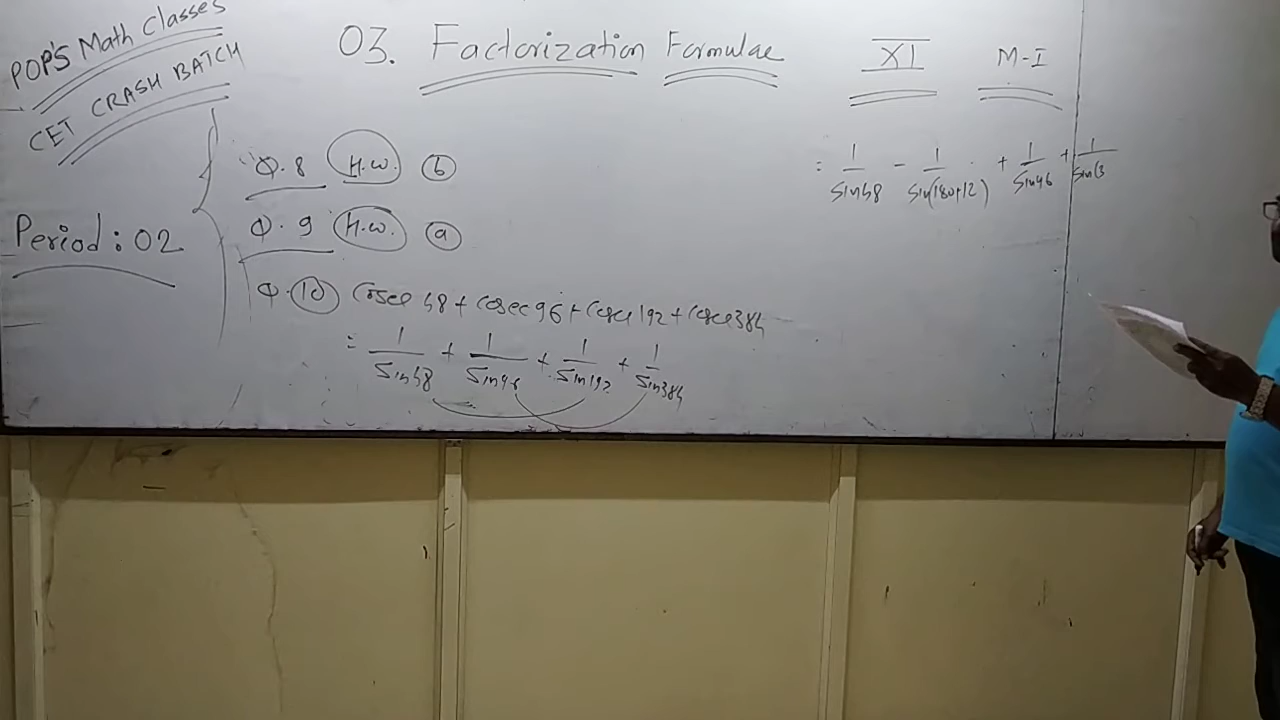 POP'S Math Classes
CET CRASH BATCH
03. Factorization Formulae XI M-I
Period: 02
Q.8 H.W. b
Q.9 H.W. a
Q.10 Cosec 48 + Cosec 96 + Cosec 192 + Cosec 384
= 1/Sin48 + 1/Sin96 + 1/Sin192 + 1/Sin384
= 1/Sin48 - 1/Sin(180+12) + 1/Sin96 + 1/Sin(3